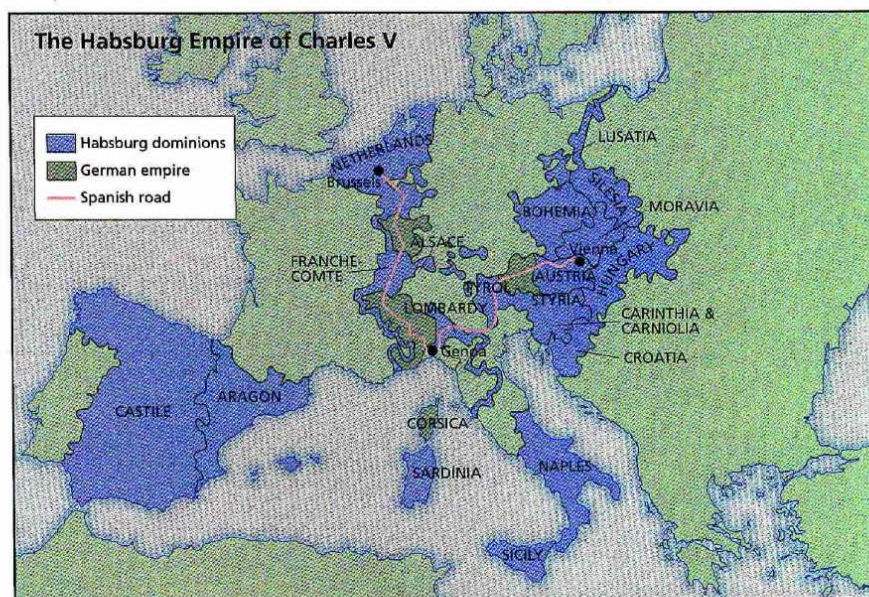 The Habsburg Empire of Charles V
Habsburg dominions
German empire
Spanish road
NETHERLANDS
Brussels
LUSATIA
SILESIA
BOHEMIA
MORAVIA
ALSACE
FRANCHE-
COMTE
Vienna
HUNGARY
AUSTRIA
TYROL
STYRIA
LOMBARDY
CARINTHIA &
CARNIOLIA
CROATIA
Genoa
ARAGON
CASTILE
CORSICA
SARDINIA
NAPLES
SICILY